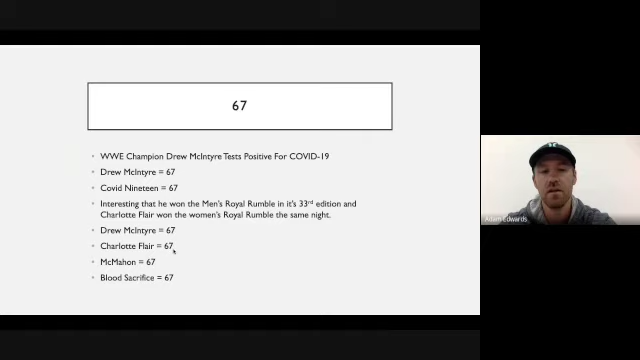 67
WWE Champion Drew McIntyre Tests Positive For COVID-19
Drew McIntyre = 67
Covid Nineteen = 67
Interesting that he won the Men's Royal Rumble in it's 33rd edition and
Charlotte Flair won the women's Royal Rumble the same night.
Drew McIntyre = 67
Charlotte Flair = 67
McMahon = 67
Blood Sacrifice = 67
Adam Edwards